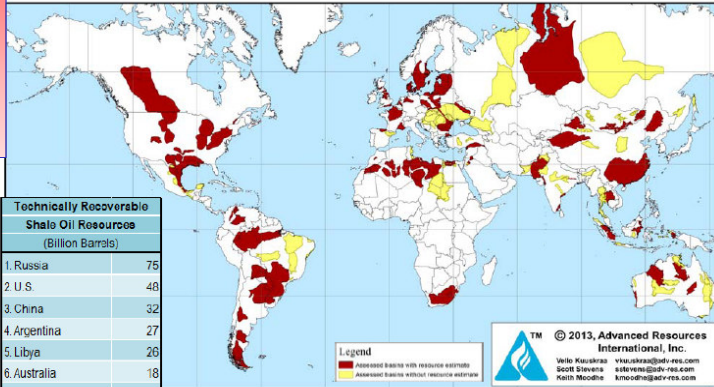 Technically Recoverable
Shale Oil Resources
(Billion Barrels)
1. Russia 75
2. U.S. 48
3. China 32
4. Argentina 27
5. Libya 26
6. Australia 18
Legend
Assessed basins with resource estimate
Assessed basins without resource estimate
TM
© 2013, Advanced Resources
International, Inc.
Vello Kuuskraa vkuuskraa@adv-res.com
Scott Stevens sstevens@adv-res.com
Keith Moodhe kmoodhe@adv-res.com